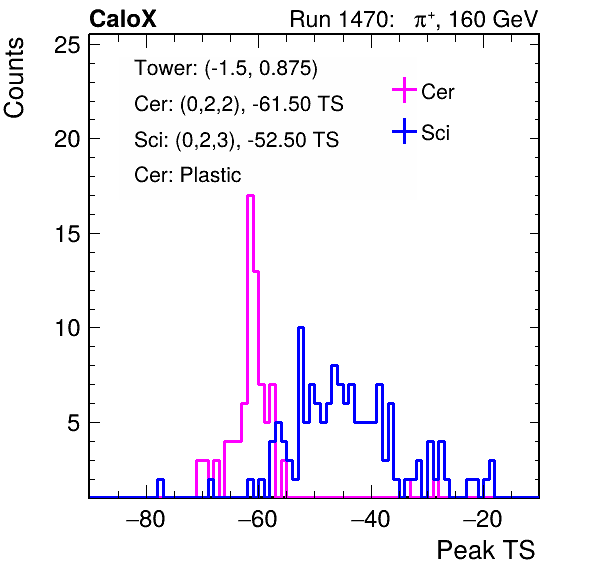 CaloX Run 1470: π⁺, 160 GeV
Counts
25
20
15
10
5
Tower: (-1.5, 0.875)
Cer: (0,2,2), -61.50 TS
Sci: (0,2,3), -52.50 TS
Cer: Plastic
Cer
Sci
−80 −60 −40 −20
Peak TS